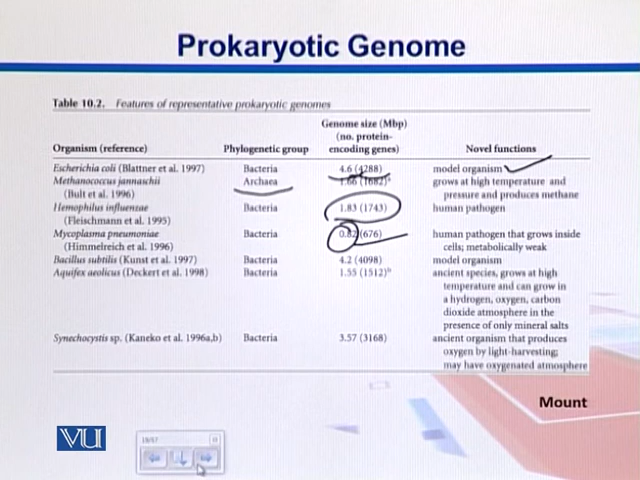 Prokaryotic Genome
Table 10.2. Features of representative prokaryotic genomes
Genome size (Mbp)
(no. protein-
Organism (reference) Phylogenetic group encoding genes) Novel functions
Escherichia coli (Blattner et al. 1997) Bacteria 4.6 (4288) model organism
Methanococcus jannaschii Archaea 1.66 (1682)ᵃ grows at high temperature and
(Bult et al. 1996) pressure and produces methane
Hemophilus influenzae Bacteria 1.83 (1743) human pathogen
(Fleischmann et al. 1995)
Mycoplasma pneumoniae Bacteria 0.82 (676) human pathogen that grows inside
(Himmelreich et al. 1996) cells; metabolically weak
Bacillus subtilis (Kunst et al. 1997) Bacteria 4.2 (4098) model organism
Aquifex aeolicus (Deckert et al. 1998) Bacteria 1.55 (1512)ᵇ ancient species, grows at high
temperature and can grow in
a hydrogen, oxygen, carbon
dioxide atmosphere in the
presence of only mineral salts
Synechocystis sp. (Kaneko et al. 1996a,b) Bacteria 3.57 (3168) ancient organism that produces
oxygen by light-harvesting;
may have oxygenated atmosphere
Mount
VU